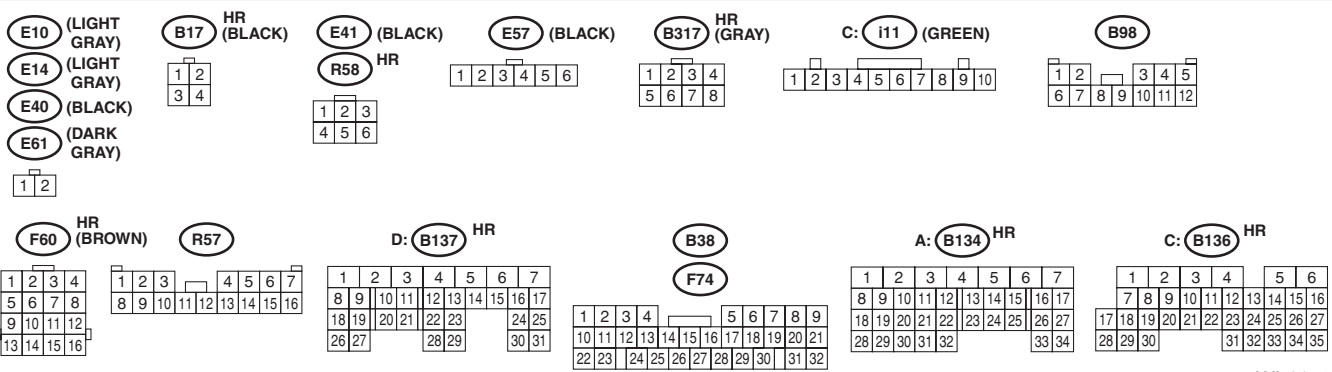 E10 (LIGHT GRAY)
E14 (LIGHT GRAY)
E40 (BLACK)
E61 (DARK GRAY)
1 2
B17 HR (BLACK)
1 2
3 4
E41 (BLACK)
R58 HR
1 2 3
4 5 6
E57 (BLACK)
1 2 3 4 5 6
B317 HR (GRAY)
1 2 3 4
5 6 7 8
C: i11 (GREEN)
1 2 3 4 5 6 7 8 9 10
B98
1 2 3 4 5
6 7 8 9 10 11 12
F60 HR (BROWN)
1 2 3 4
5 6 7 8
9 10 11 12
13 14 15 16
R57
1 2 3 4 5 6 7
8 9 10 11 12 13 14 15 16
D: B137 HR
1 2 3 4 5 6 7
8 9 10 11 12 13 14 15 16 17
18 19 20 21 22 23 24 25
26 27 28 29 30 31
B38
F74
1 2 3 4 5 6 7 8 9
10 11 12 13 14 15 16 17 18 19 20 21
22 23 24 25 26 27 28 29 30 31 32
A: B134 HR
1 2 3 4 5 6 7
8 9 10 11 12 13 14 15 16 17
18 19 20 21 22 23 24 25 26 27
28 29 30 31 32 33 34
C: B136 HR
1 2 3 4 5 6
7 8 9 10 11 12 13 14 15 16
17 18 19 20 21 22 23 24 25 26 27
28 29 30 31 32 33 34 35